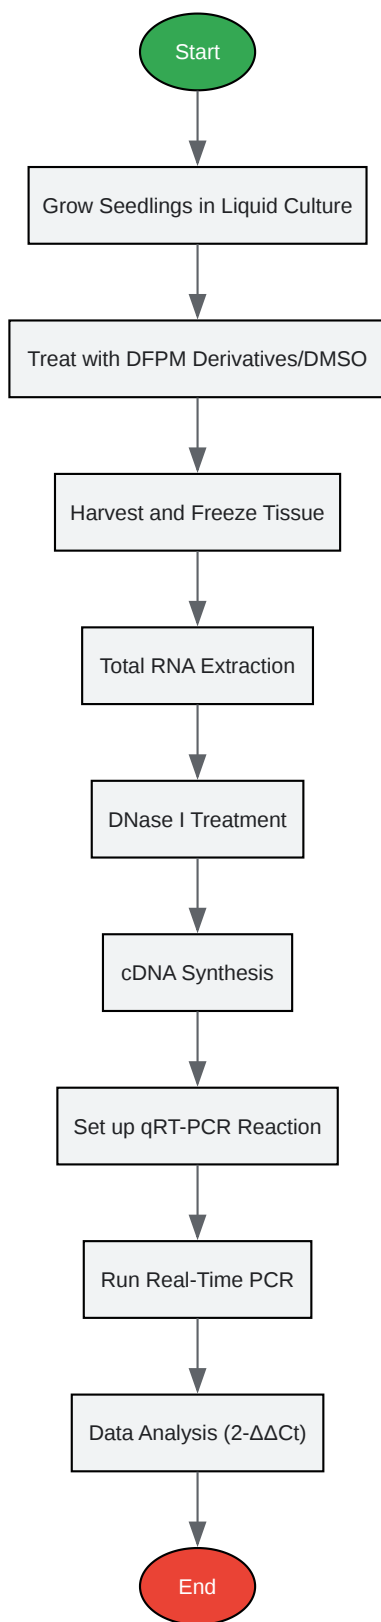 Start
Grow Seedlings in Liquid Culture
Treat with DFPM Derivatives/DMSO
Harvest and Freeze Tissue
Total RNA Extraction
DNase I Treatment
cDNA Synthesis
Set up qRT-PCR Reaction
Run Real-Time PCR
Data Analysis (2-ΔΔCt)
End